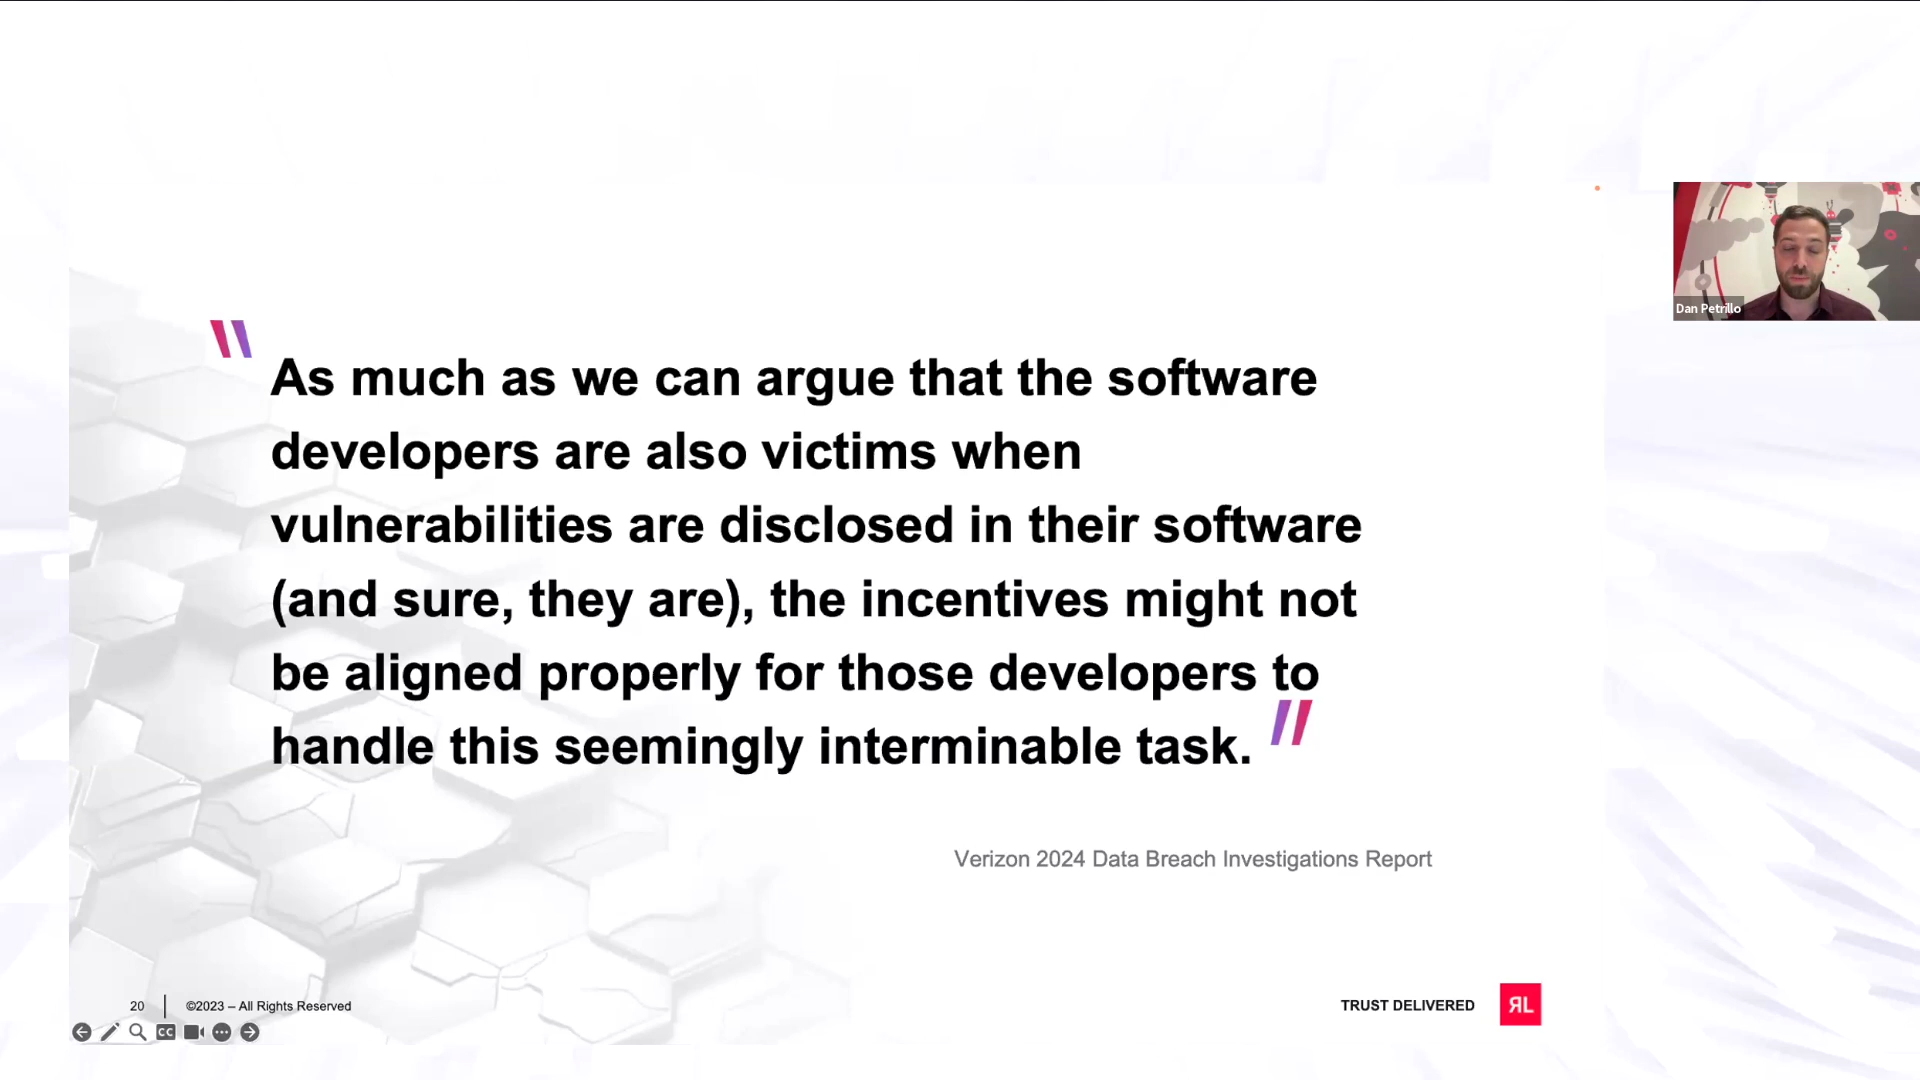 As much as we can argue that the software
developers are also victims when
vulnerabilities are disclosed in their software
(and sure, they are), the incentives might not
be aligned properly for those developers to
handle this seemingly interminable task.
Verizon 2024 Data Breach Investigations Report
Dan Petrillo
20 ©2023 – All Rights Reserved
TRUST DELIVERED
RL
CC